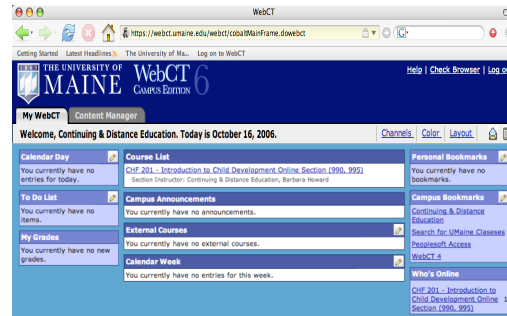 WebCT
https://webct.umaine.edu/webct/cobaltMainFrame.dowebct
G
Getting Started Latest Headlines The University of Ma... Log on to WebCT
1865 THE UNIVERSITY OF
MAINE
WebCT 6
CAMPUS EDITION
Help | Check Browser | Log o
My WebCT Content Manager
Welcome, Continuing & Distance Education. Today is October 16, 2006.
Channels Color Layout
Calendar Day
You currently have no
entries for today.
To Do List
You currently have no
items.
My Grades
You currently have no new
grades.
Course List
CHF 201 - Introduction to Child Development Online Section (990, 995)
Section Instructor: Continuing & Distance Education, Barbara Howard
Campus Announcements
You currently have no announcements.
External Courses
You currently have no external courses.
Calendar Week
You currently have no entries for this week.
Personal Bookmarks
You currently have no
bookmarks.
Campus Bookmarks
Continuing & Distance
Education
Search for UMaine Claseses
Peoplesoft Access
WebCT 4
Who's Online
CHF 201 - Introduction to
Child Development Online 1
Section (990, 995)